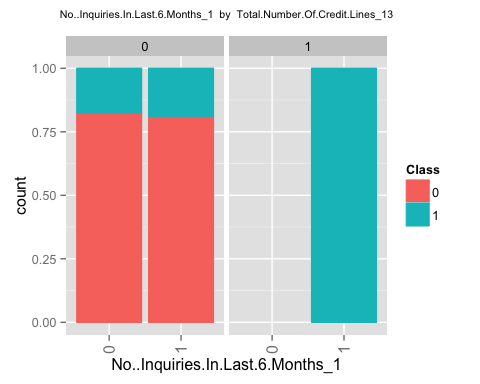 No..Inquiries.In.Last.6.Months_1 by Total.Number.Of.Credit.Lines_13
0 1
1.00
0.75
0.50
0.25
0.00
count
Class
0
1
0 1 0 1
No..Inquiries.In.Last.6.Months_1